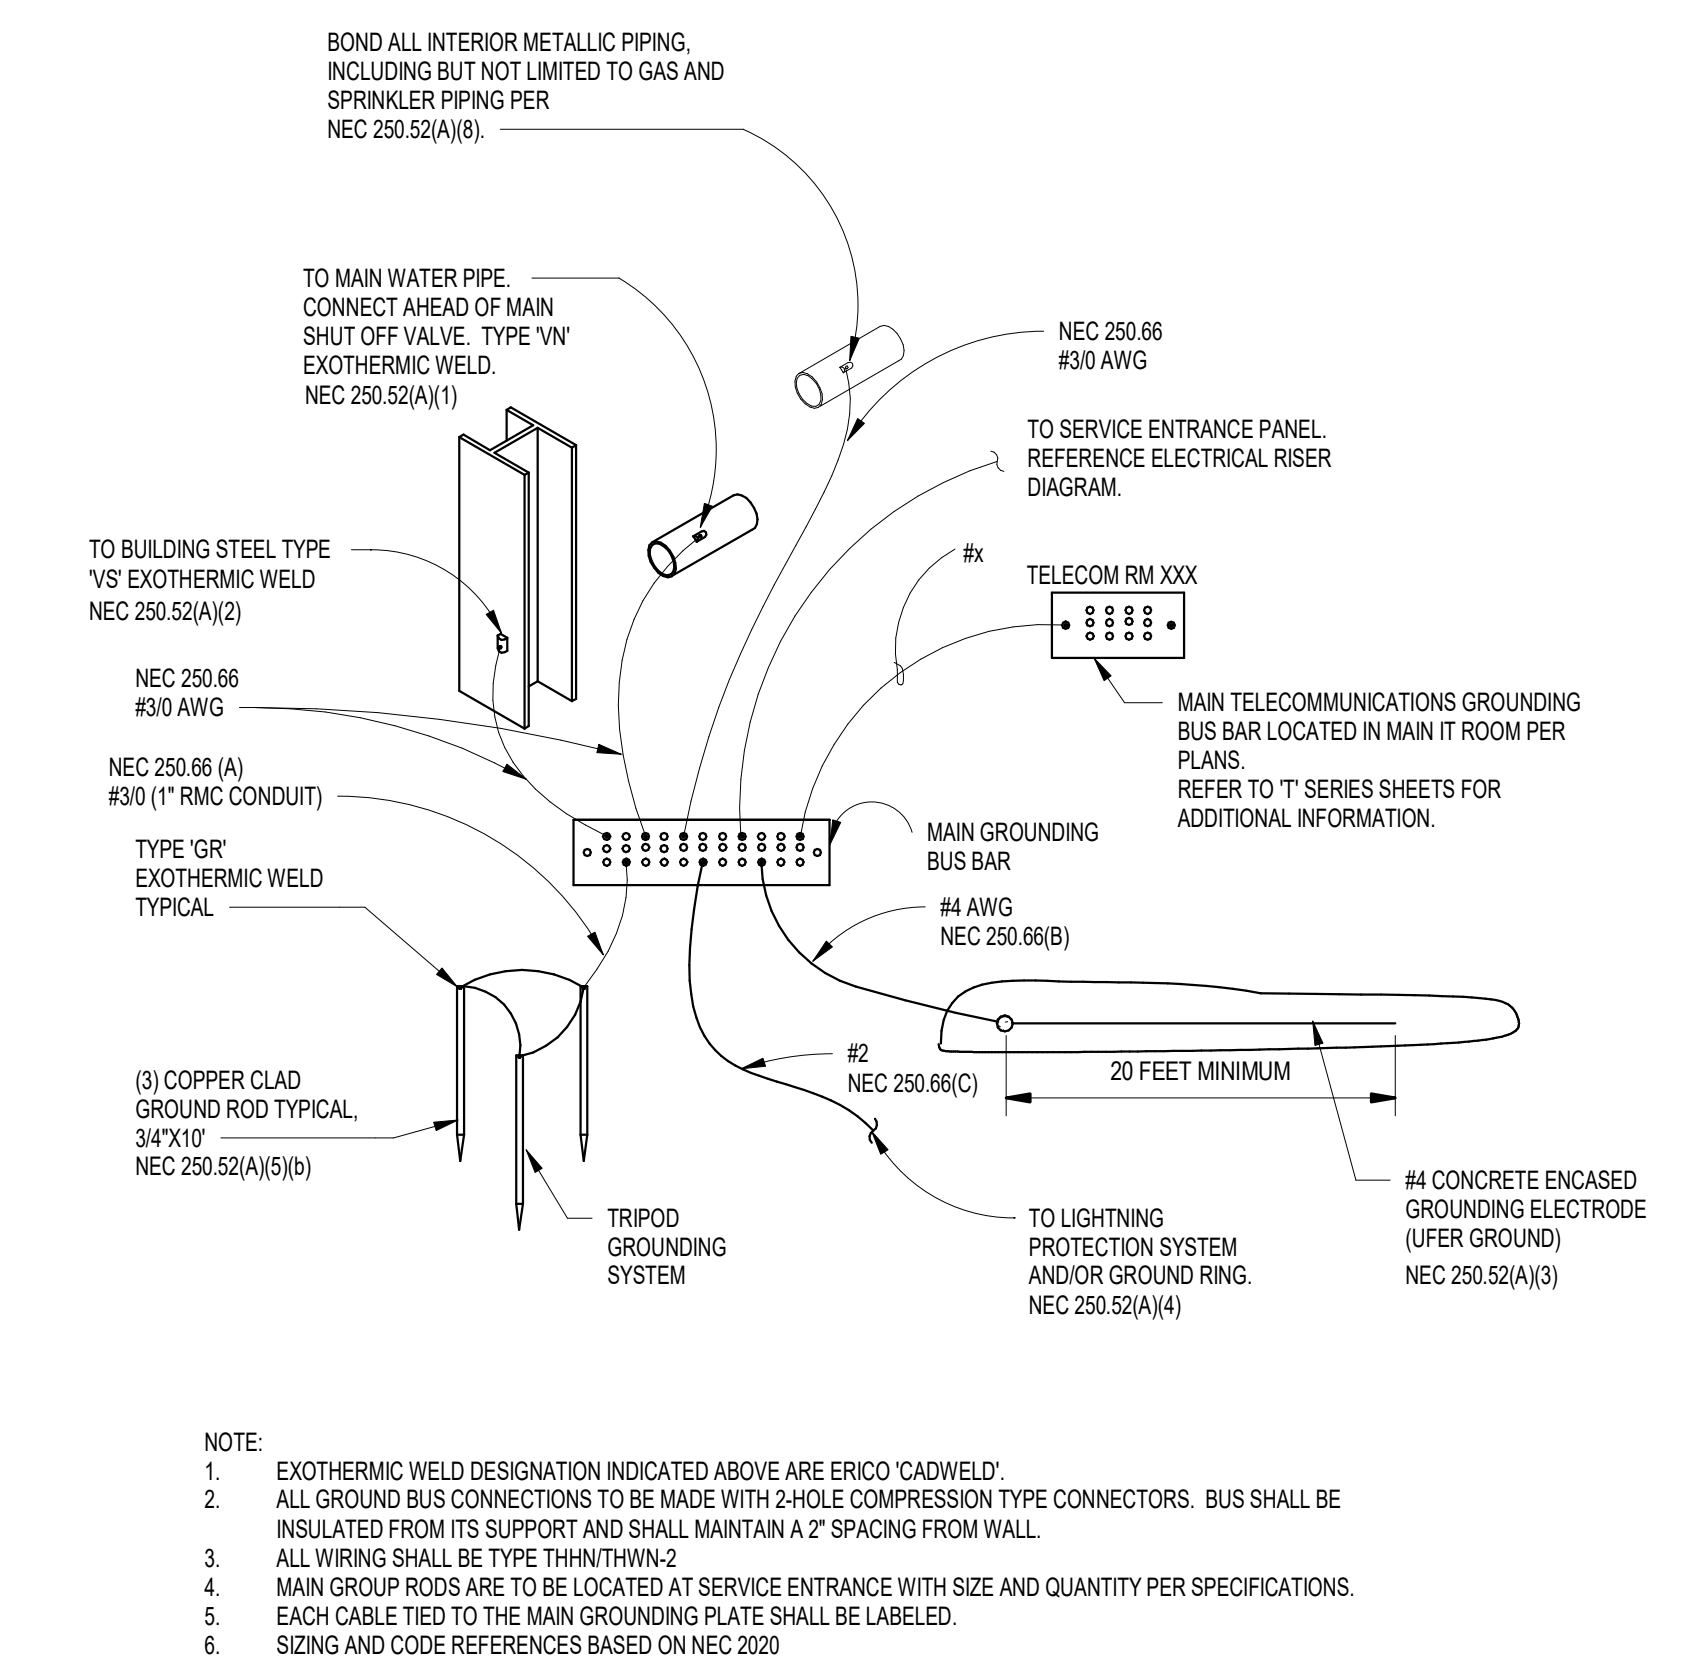 BOND ALL INTERIOR METALLIC PIPING,
INCLUDING BUT NOT LIMITED TO GAS AND
SPRINKLER PIPING PER
NEC 250.52(A)(8).
TO MAIN WATER PIPE.
CONNECT AHEAD OF MAIN
SHUT OFF VALVE. TYPE 'VN'
EXOTHERMIC WELD.
NEC 250.52(A)(1)
NEC 250.66
#3/0 AWG
TO SERVICE ENTRANCE PANEL.
REFERENCE ELECTRICAL RISER
DIAGRAM.
TO BUILDING STEEL TYPE
'VS' EXOTHERMIC WELD
NEC 250.52(A)(2)
#x
TELECOM RM XXX
NEC 250.66
#3/0 AWG
MAIN TELECOMMUNICATIONS GROUNDING
BUS BAR LOCATED IN MAIN IT ROOM PER
PLANS.
REFER TO 'T' SERIES SHEETS FOR
ADDITIONAL INFORMATION.
NEC 250.66 (A)
#3/0 (1" RMC CONDUIT)
TYPE 'GR'
EXOTHERMIC WELD
TYPICAL
MAIN GROUNDING
BUS BAR
#4 AWG
NEC 250.66(B)
#2
NEC 250.66(C)
20 FEET MINIMUM
(3) COPPER CLAD
GROUND ROD TYPICAL,
3/4"X10'
NEC 250.52(A)(5)(b)
TRIPOD
GROUNDING
SYSTEM
TO LIGHTNING
PROTECTION SYSTEM
AND/OR GROUND RING.
NEC 250.52(A)(4)
#4 CONCRETE ENCASED
GROUNDING ELECTRODE
(UFER GROUND)
NEC 250.52(A)(3)
NOTE:
1. EXOTHERMIC WELD DESIGNATION INDICATED ABOVE ARE ERICO 'CADWELD'.
2. ALL GROUND BUS CONNECTIONS TO BE MADE WITH 2-HOLE COMPRESSION TYPE CONNECTORS. BUS SHALL BE
INSULATED FROM ITS SUPPORT AND SHALL MAINTAIN A 2" SPACING FROM WALL.
3. ALL WIRING SHALL BE TYPE THHN/THWN-2
4. MAIN GROUP RODS ARE TO BE LOCATED AT SERVICE ENTRANCE WITH SIZE AND QUANTITY PER SPECIFICATIONS.
5. EACH CABLE TIED TO THE MAIN GROUNDING PLATE SHALL BE LABELED.
6. SIZING AND CODE REFERENCES BASED ON NEC 2020